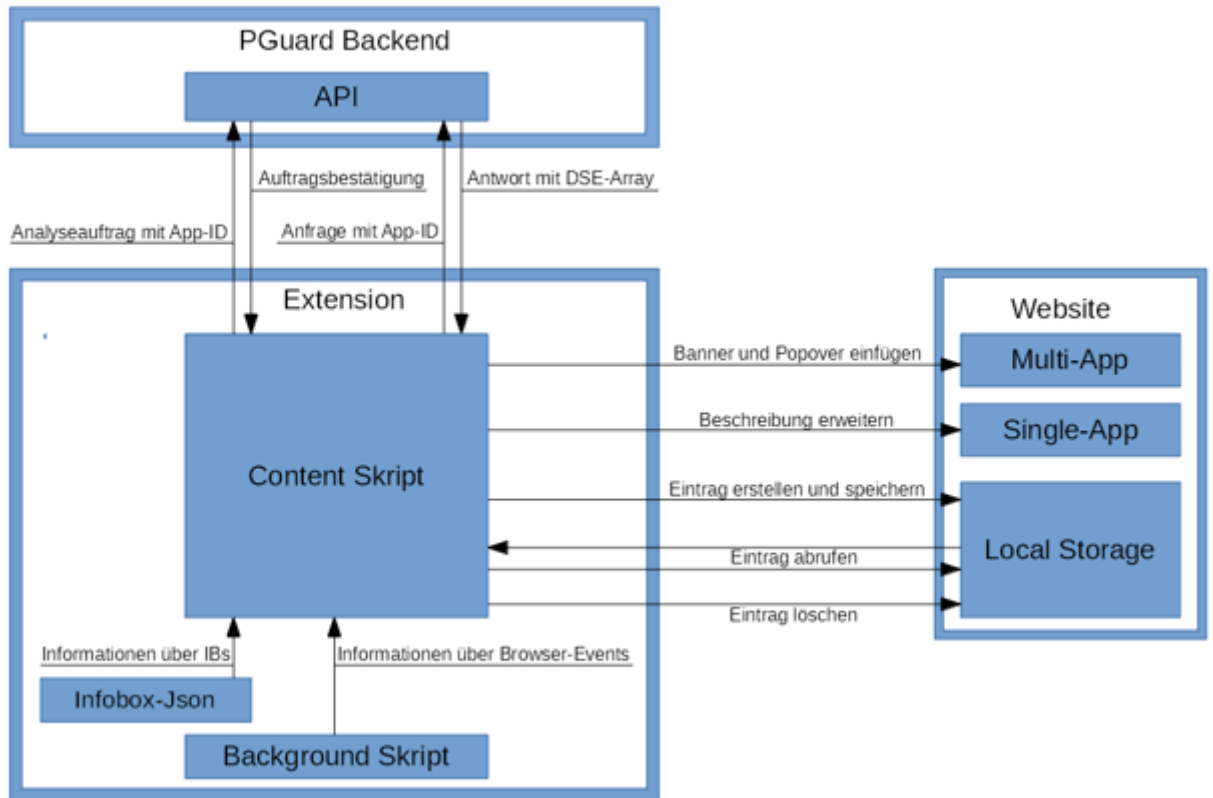 PGuard Backend
API
Auftragsbestätigung
Antwort mit DSE-Array
Analyseauftrag mit App-ID
Anfrage mit App-ID
Extension
Website
Banner und Popover einfügen
Multi-App
Beschreibung erweitern
Single-App
Content Skript
Eintrag erstellen und speichern
Local Storage
Eintrag abrufen
Eintrag löschen
Informationen über IBs
Informationen über Browser-Events
Infobox-Json
Background Skript